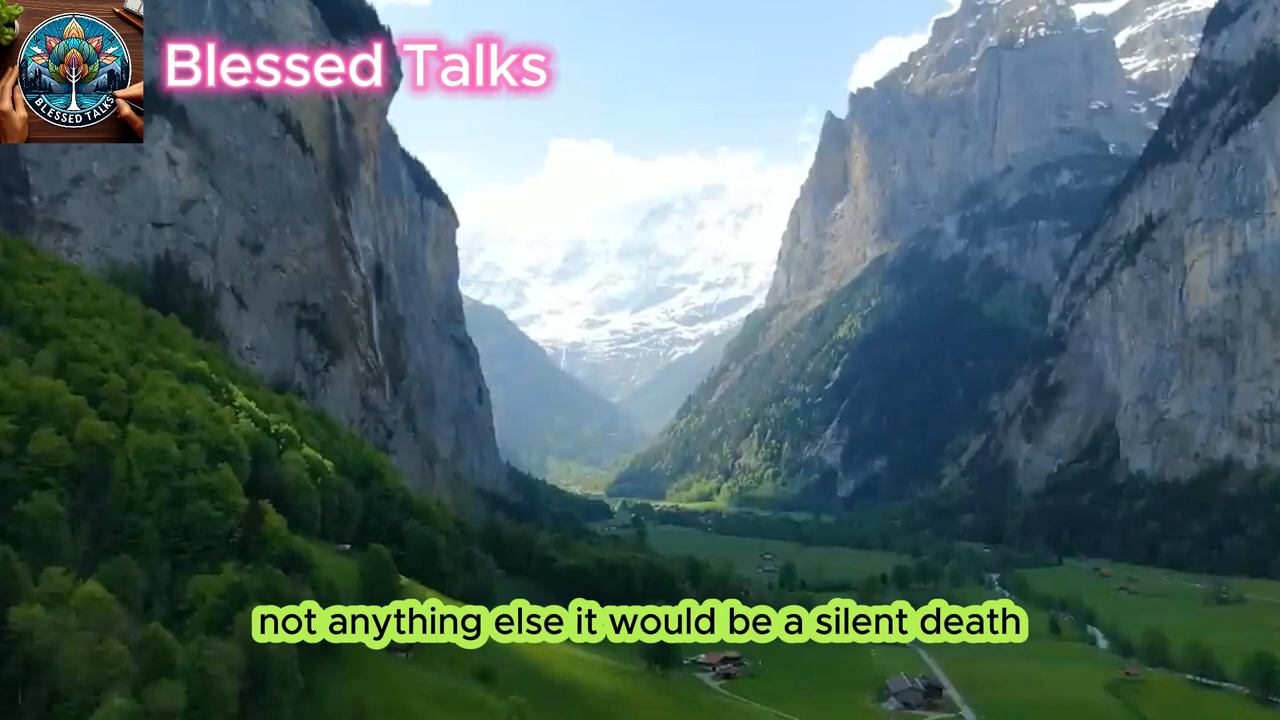 Blessed Talks
BLESSED TALKS
not anything else it would be a silent death